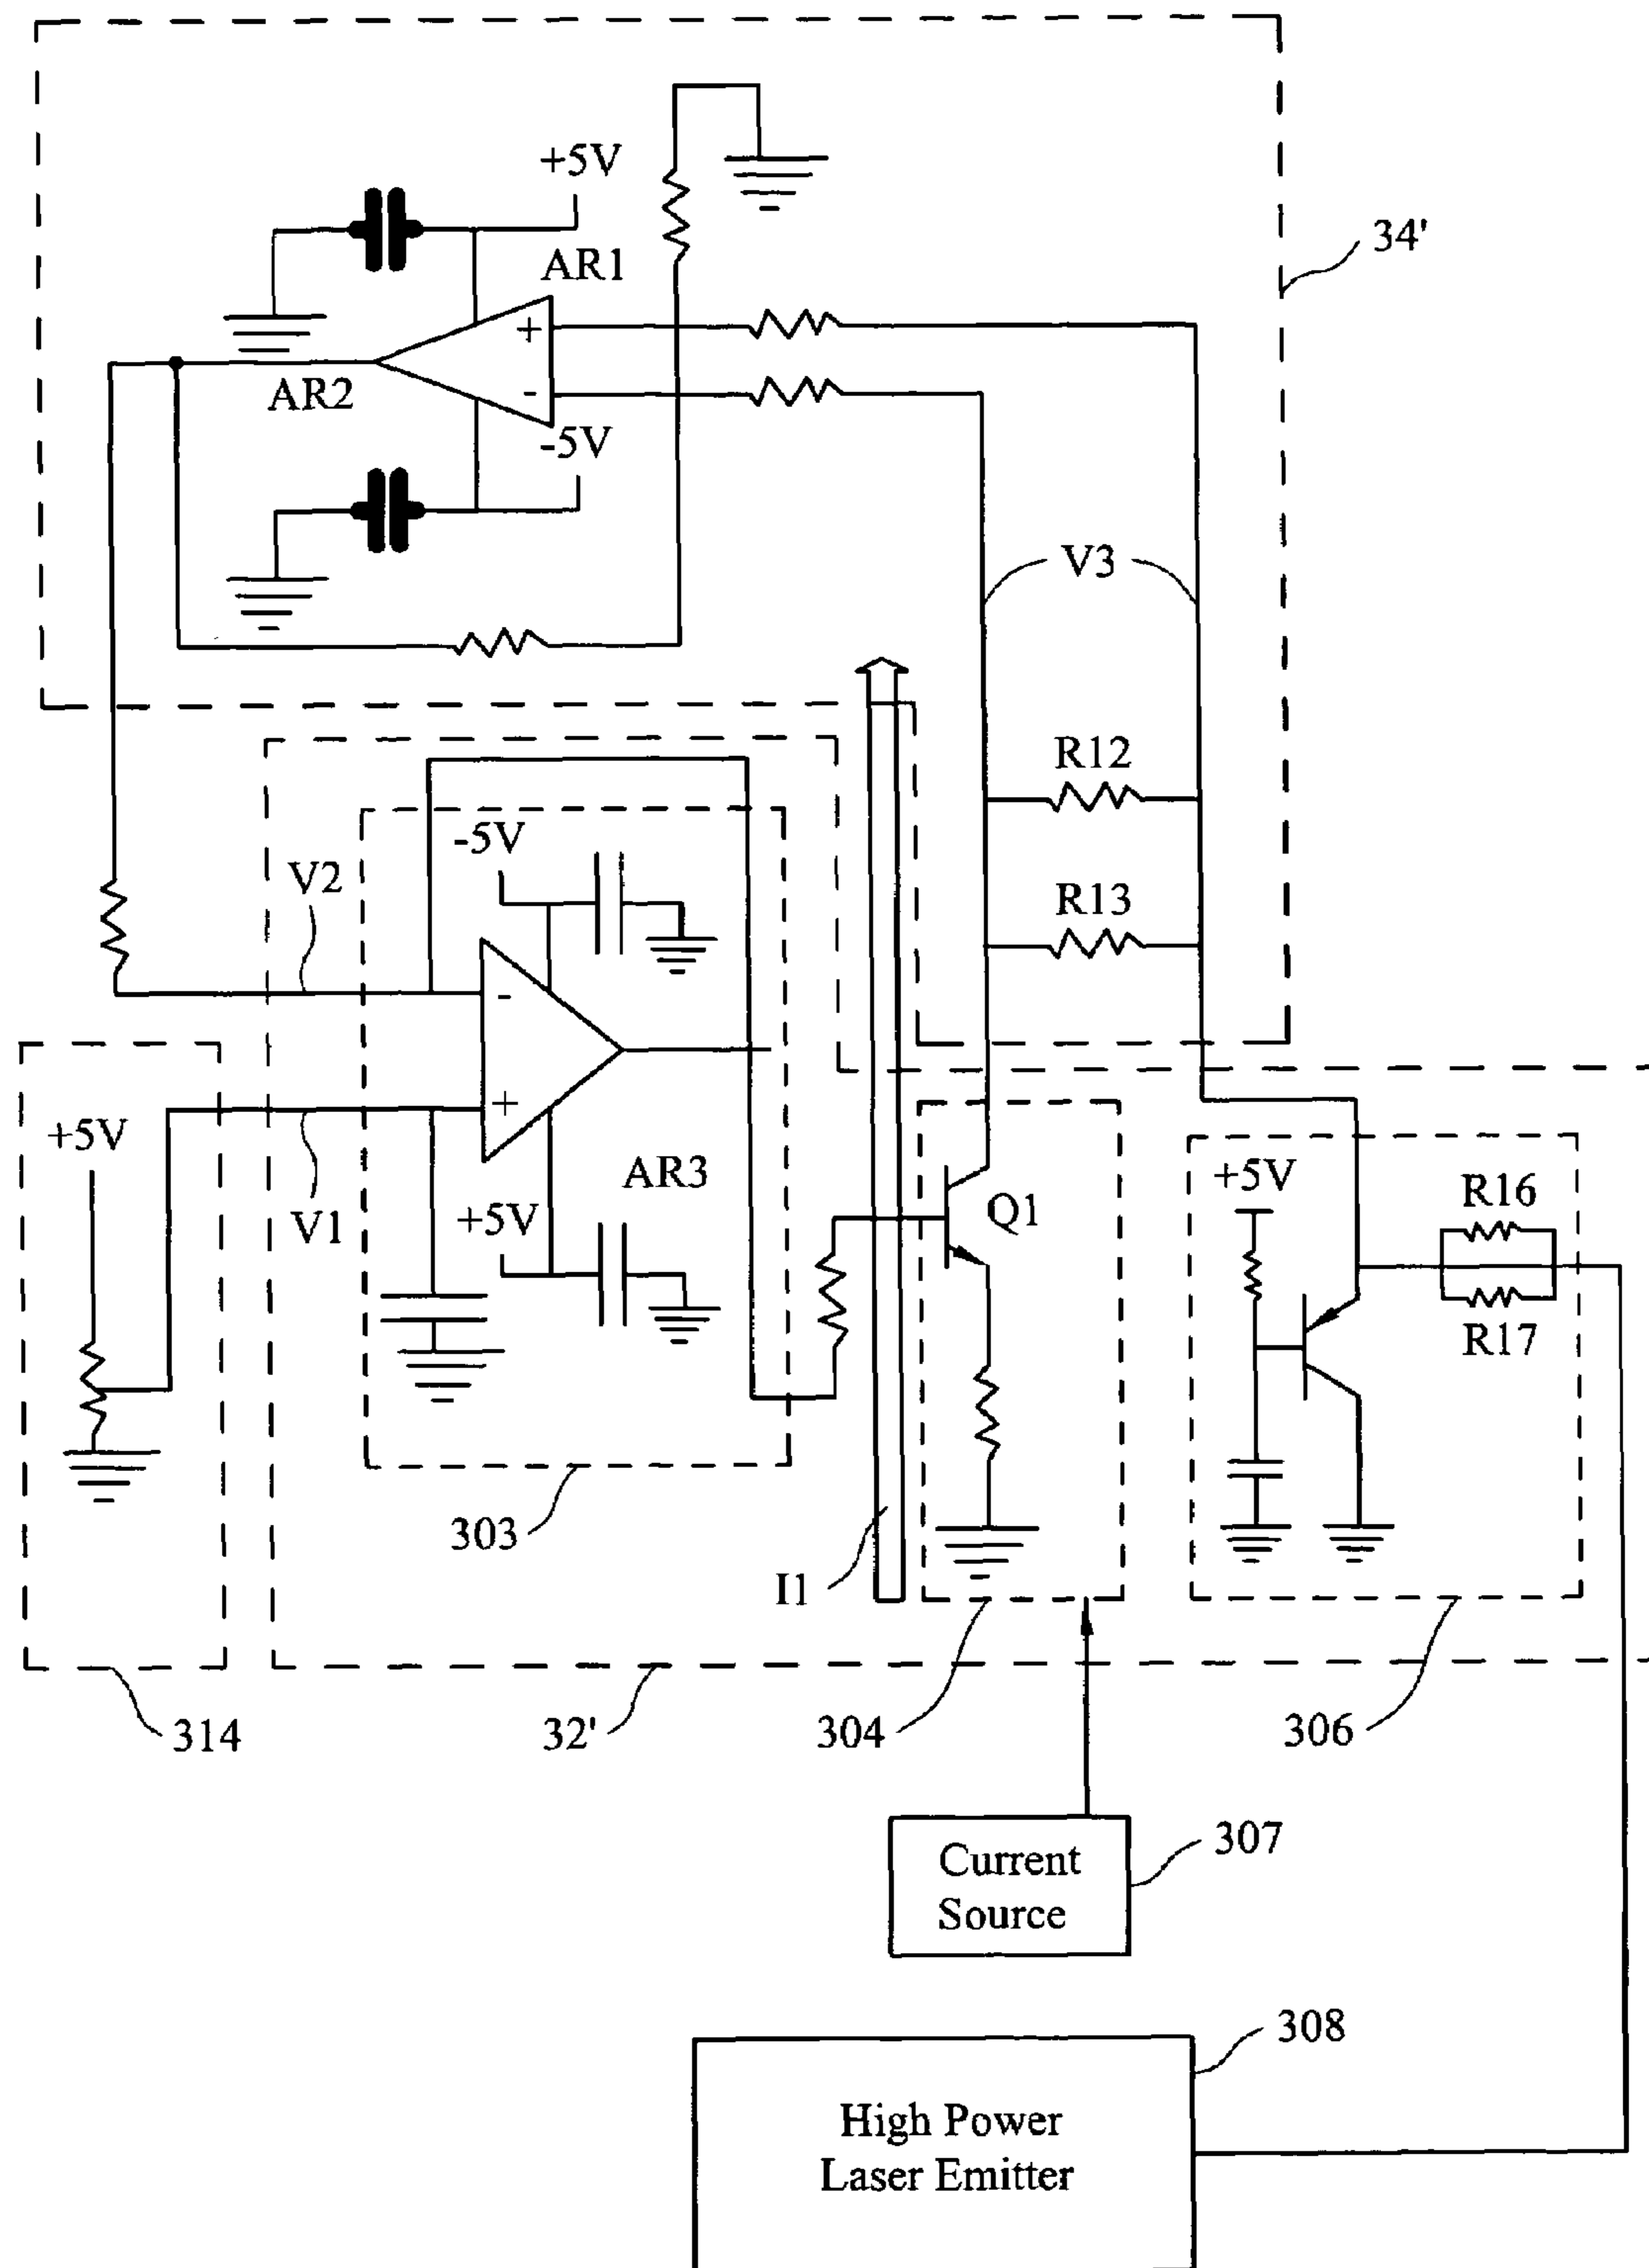 +5V
34'
AR1
+
AR2
-
-5V
V3
R12
-5V
V2
R13
-
+5V
+
AR3
+5V
R16
V1
+5V
Q1
R17
303
I1
314
32'
304
306
307
Current
Source
308
High Power
Laser Emitter